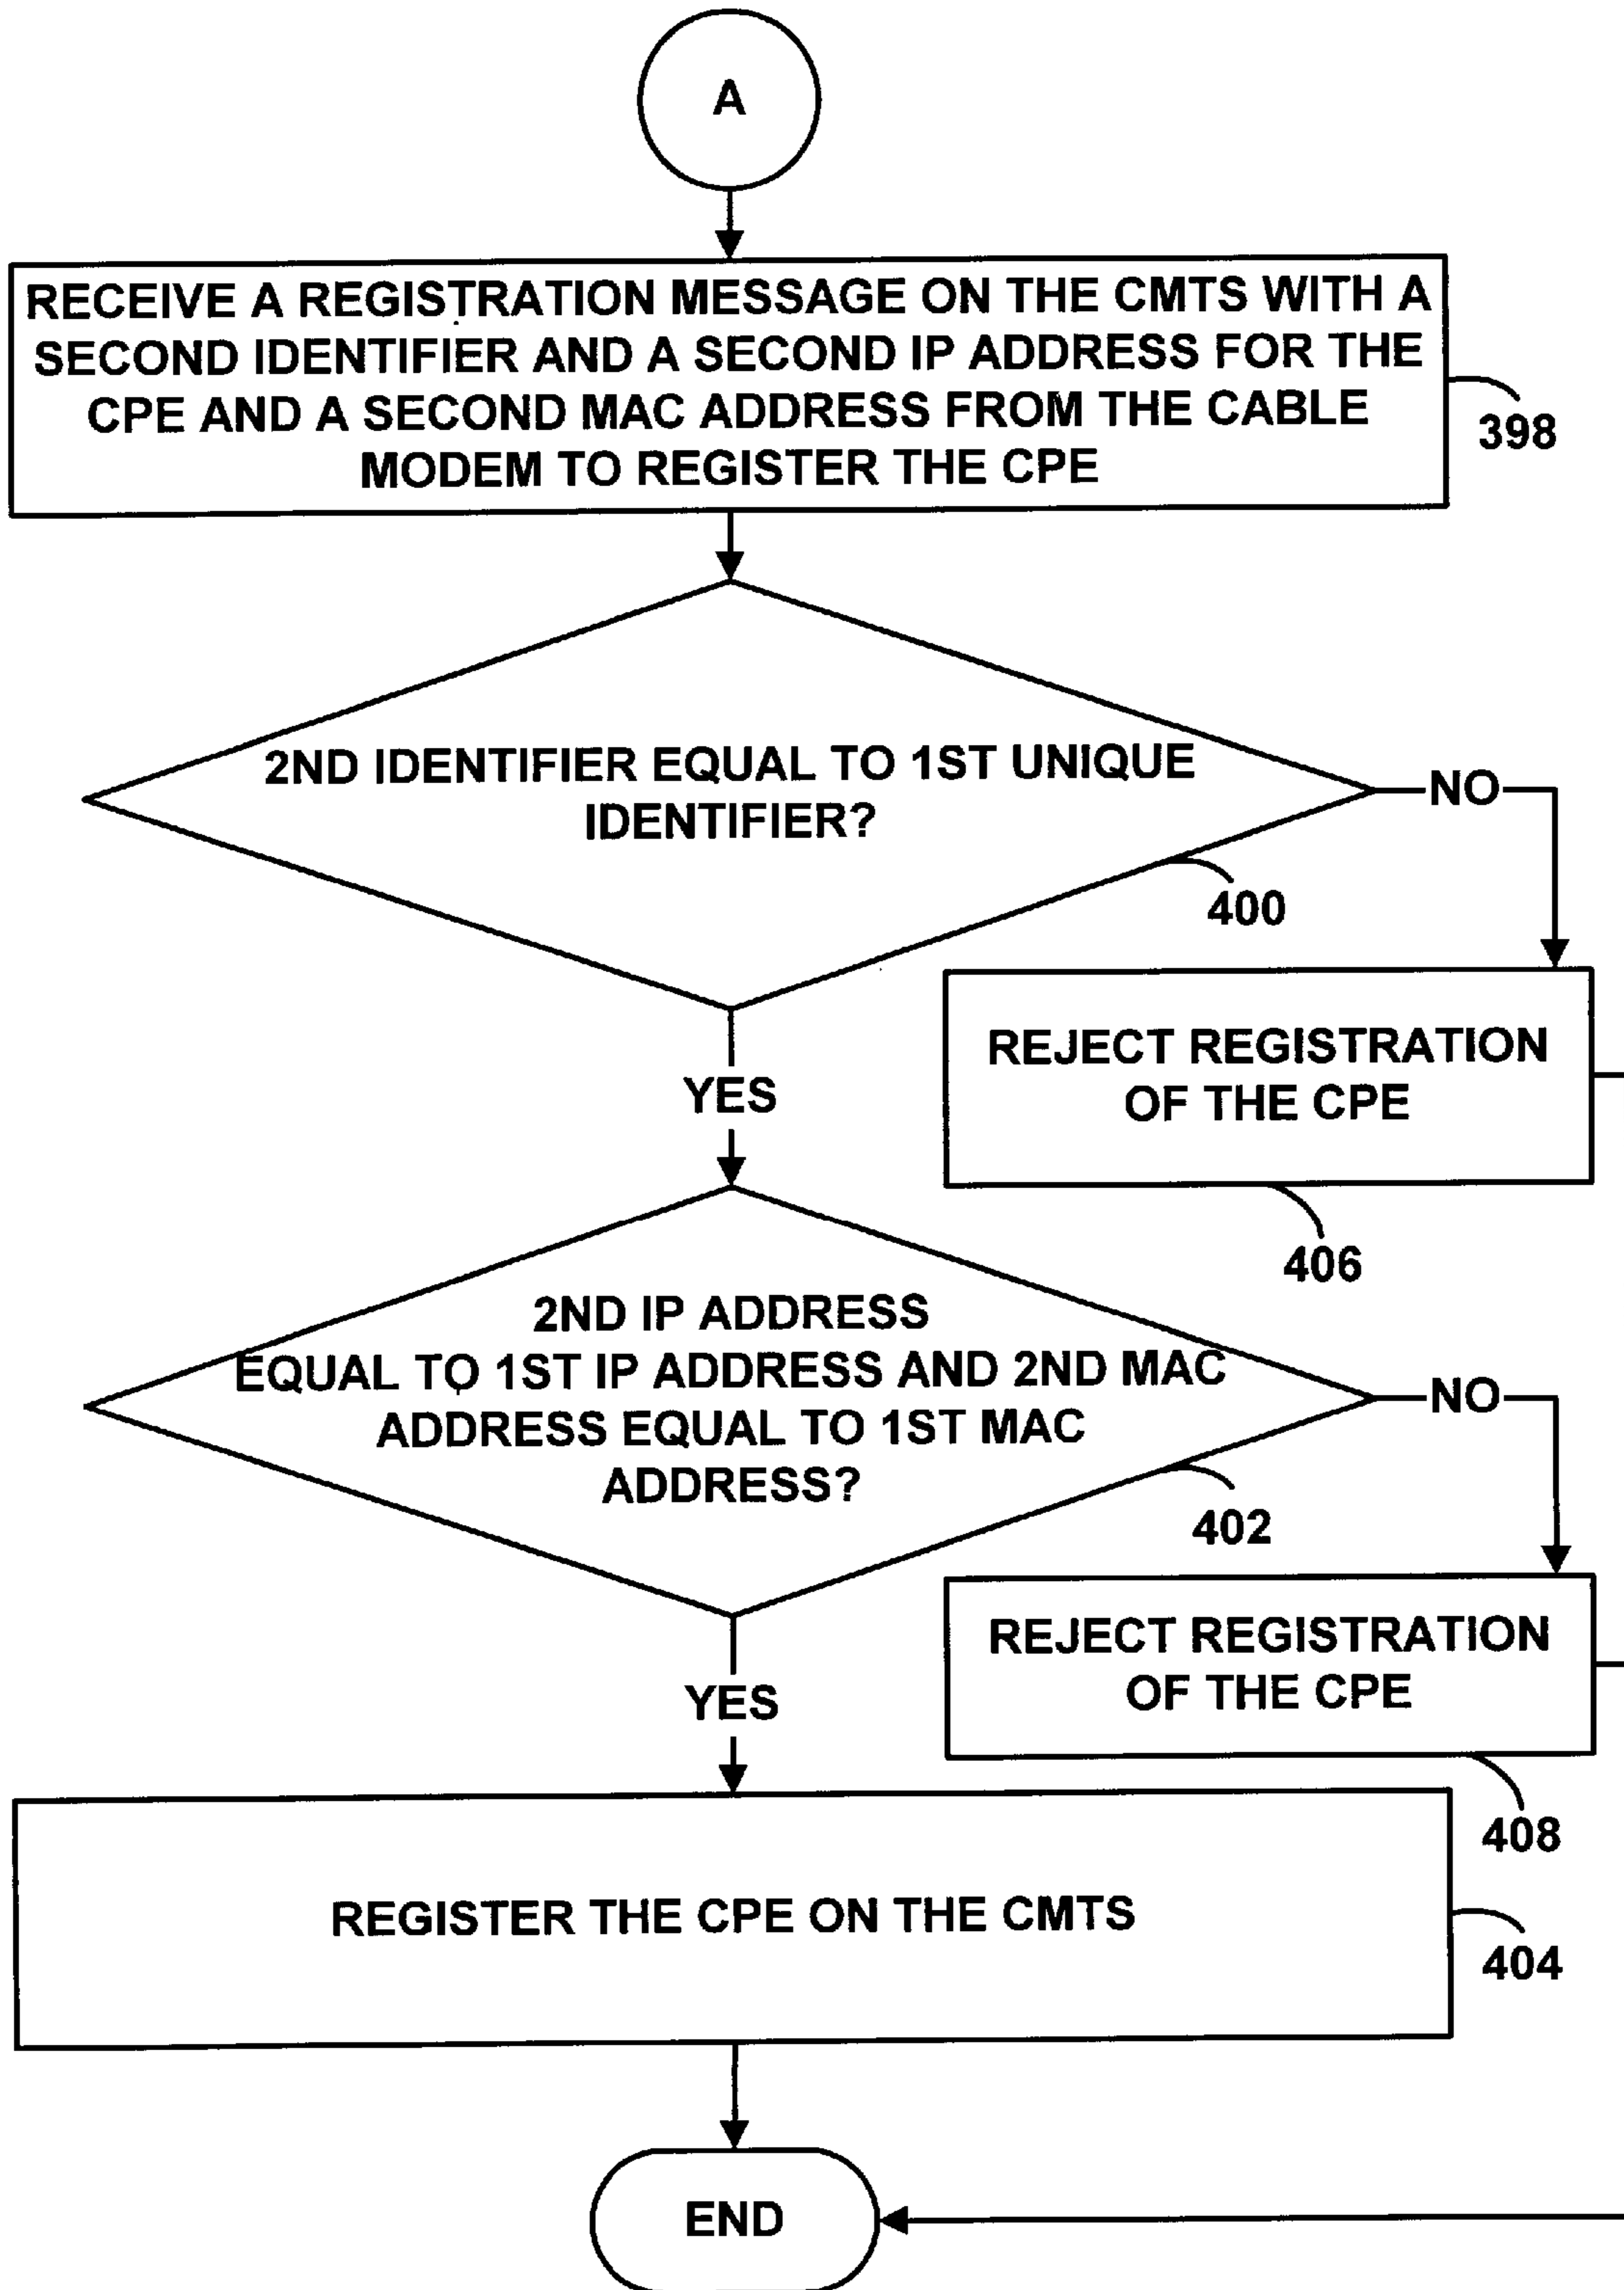 A
RECEIVE A REGISTRATION MESSAGE ON THE CMTS WITH A
SECOND IDENTIFIER AND A SECOND IP ADDRESS FOR THE
CPE AND A SECOND MAC ADDRESS FROM THE CABLE
MODEM TO REGISTER THE CPE
398
2ND IDENTIFIER EQUAL TO 1ST UNIQUE
IDENTIFIER?
NO
400
REJECT REGISTRATION
OF THE CPE
YES
406
2ND IP ADDRESS
EQUAL TO 1ST IP ADDRESS AND 2ND MAC
ADDRESS EQUAL TO 1ST MAC
ADDRESS?
NO
402
REJECT REGISTRATION
OF THE CPE
YES
408
REGISTER THE CPE ON THE CMTS
404
END